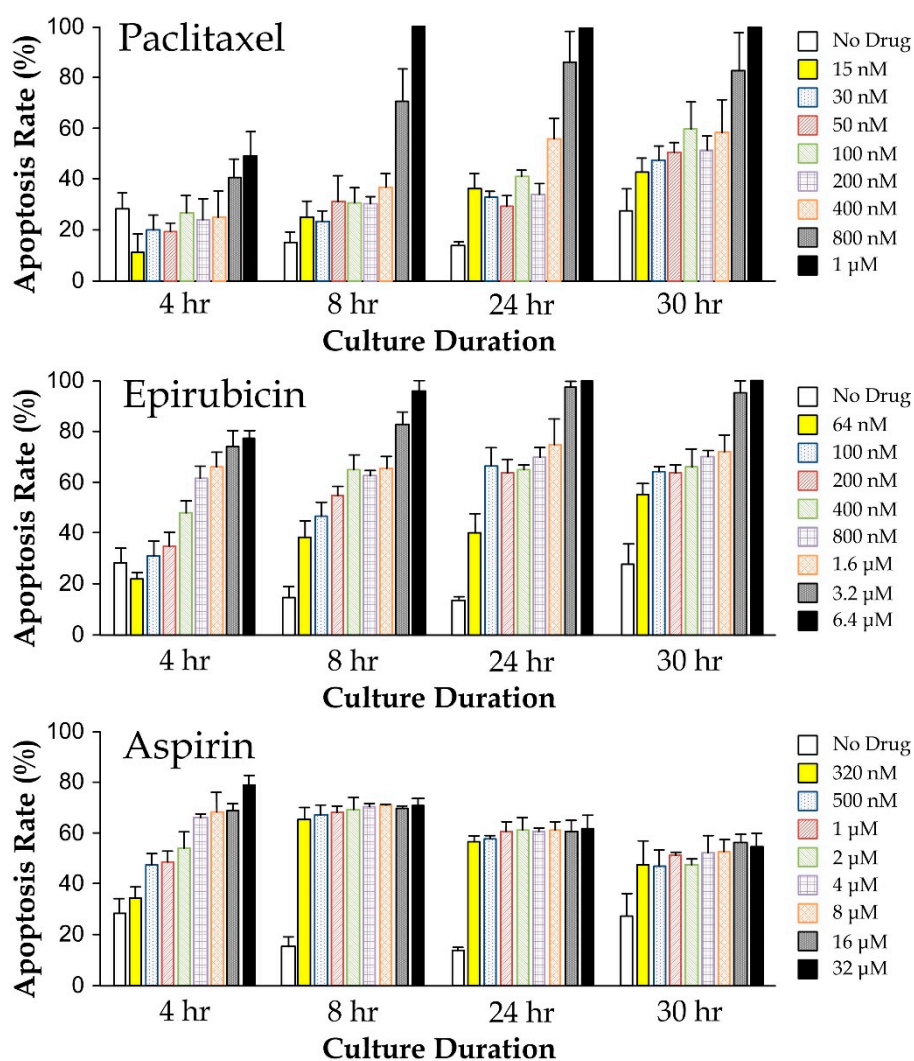 Paclitaxel
Apoptosis Rate (%)
100
80
60
40
20
0
4 hr 8 hr 24 hr 30 hr
Culture Duration
No Drug
15 nM
30 nM
50 nM
100 nM
200 nM
400 nM
800 nM
1 µM
Epirubicin
Apoptosis Rate (%)
100
80
60
40
20
0
4 hr 8 hr 24 hr 30 hr
Culture Duration
No Drug
64 nM
100 nM
200 nM
400 nM
800 nM
1.6 µM
3.2 µM
6.4 µM
Aspirin
Apoptosis Rate (%)
100
80
60
40
20
0
4 hr 8 hr 24 hr 30 hr
Culture Duration
No Drug
320 nM
500 nM
1 µM
2 µM
4 µM
8 µM
16 µM
32 µM